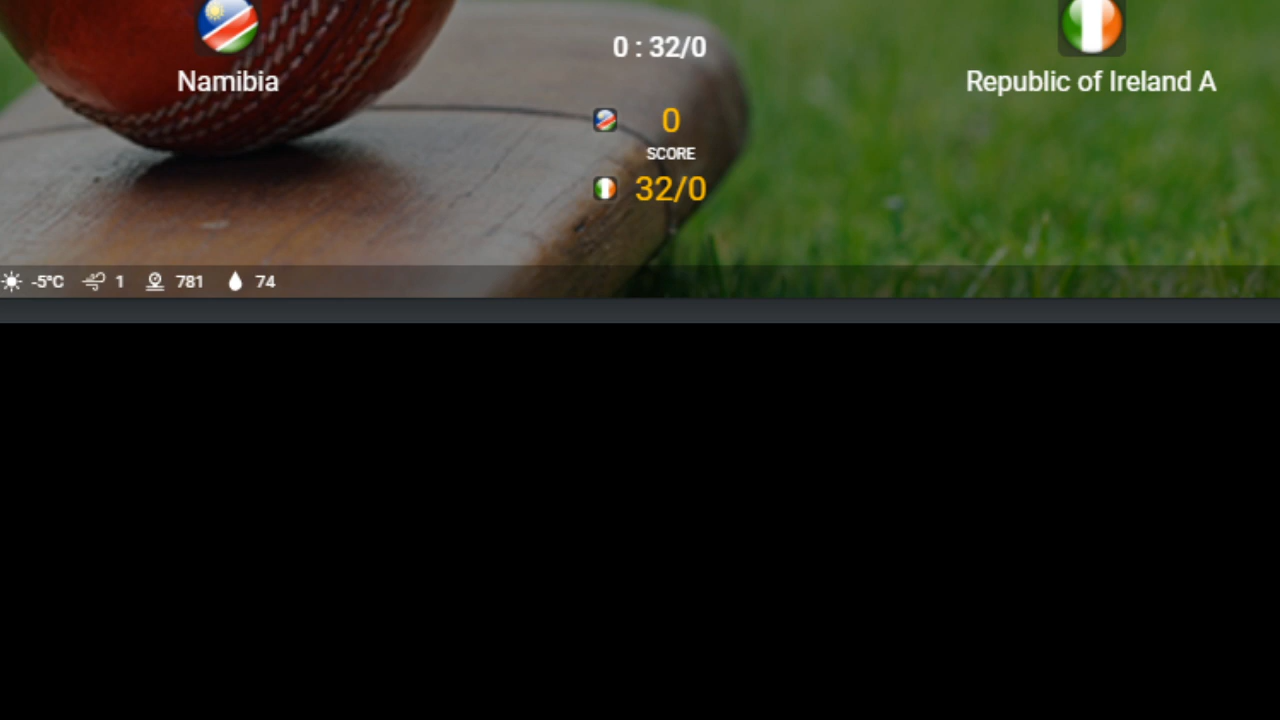 0 : 32/0
Namibia
Republic of Ireland A
0
SCORE
32/0
-5°C 1 781 74